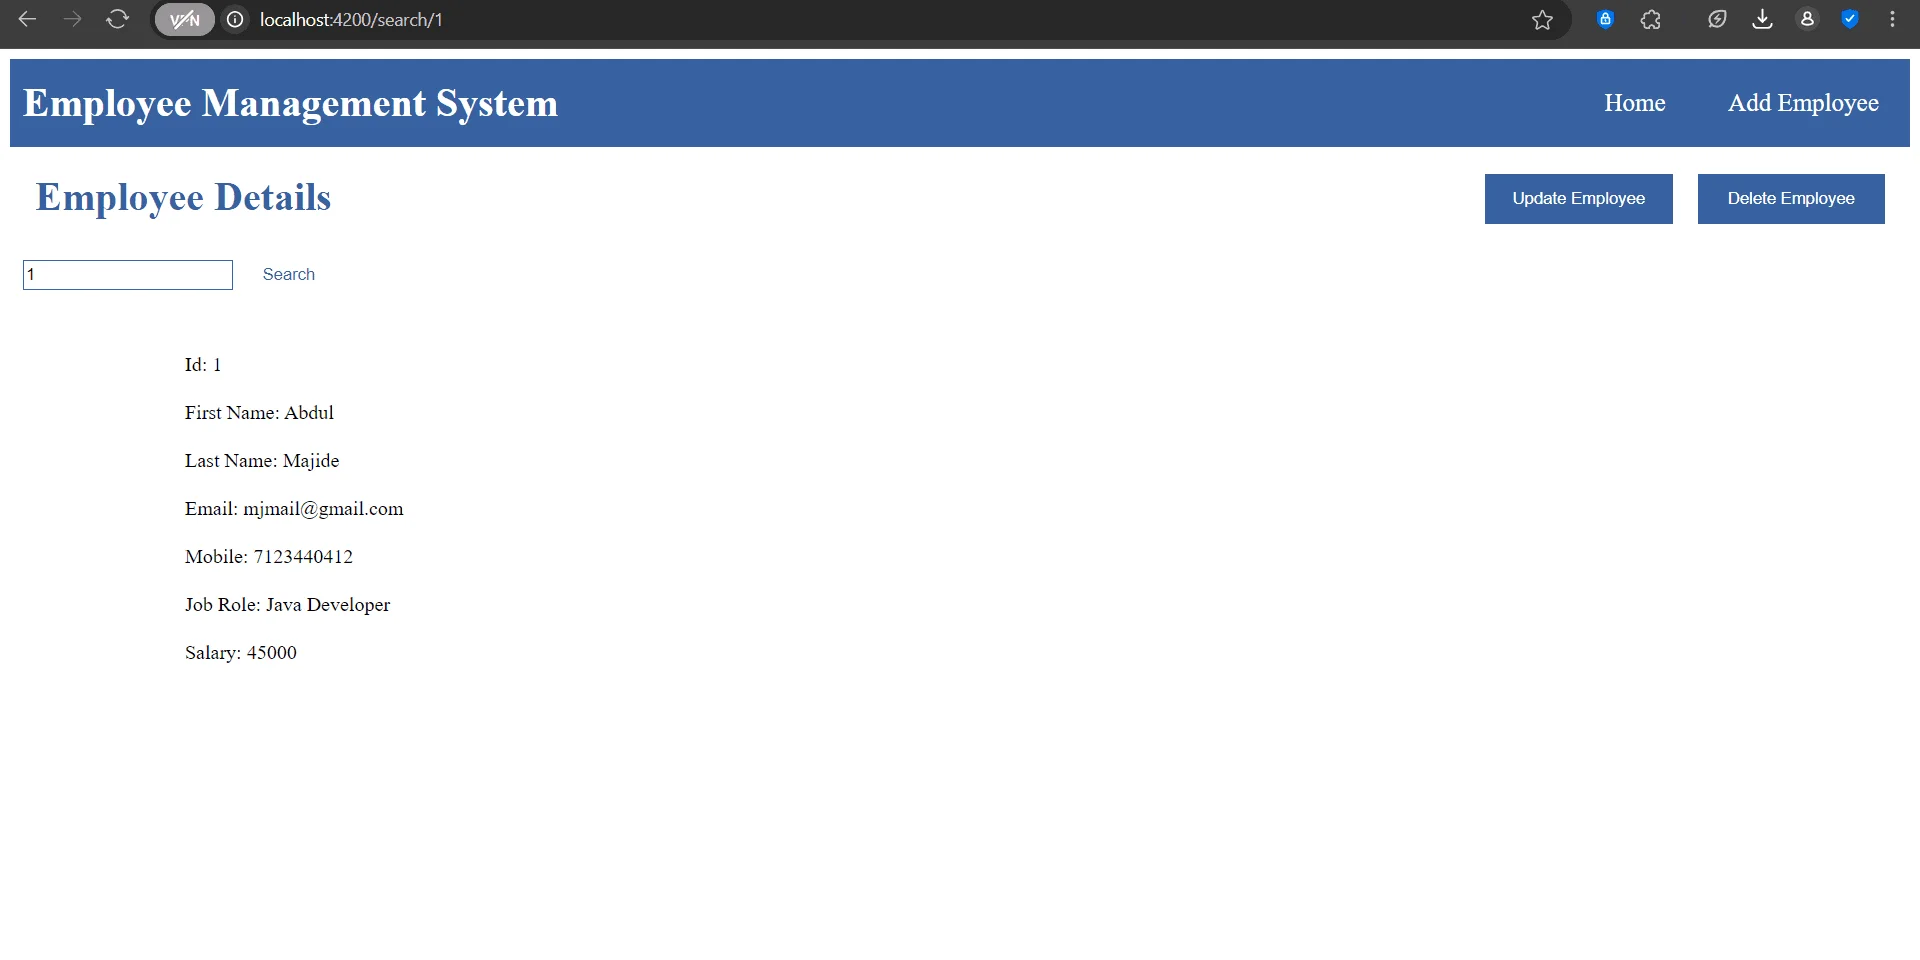 VPN localhost:4200/search/1
Employee Management System Home Add Employee
Employee Details Update Employee Delete Employee
1 Search
Id: 1
First Name: Abdul
Last Name: Majide
Email: mjmail@gmail.com
Mobile: 7123440412
Job Role: Java Developer
Salary: 45000